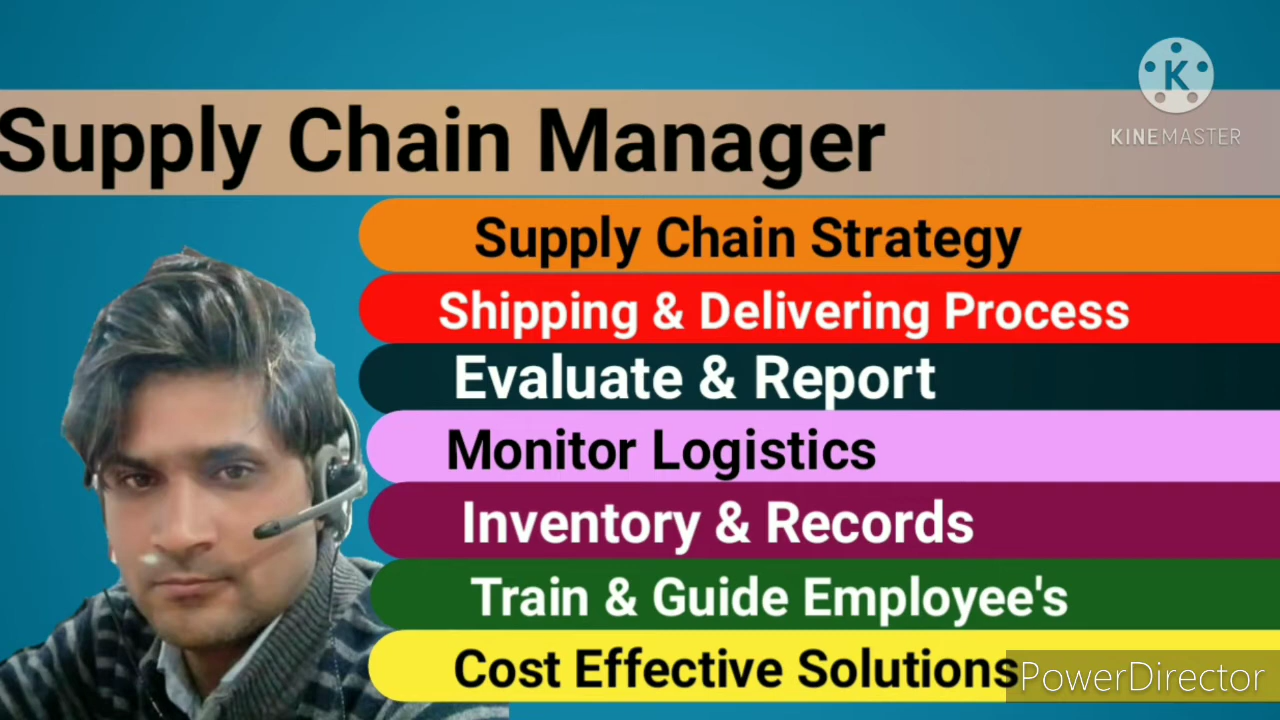 Supply Chain Manager
K
KINEMASTER
Supply Chain Strategy
Shipping & Delivering Process
Evaluate & Report
Monitor Logistics
Inventory & Records
Train & Guide Employee's
Cost Effective Solutions
PowerDirector